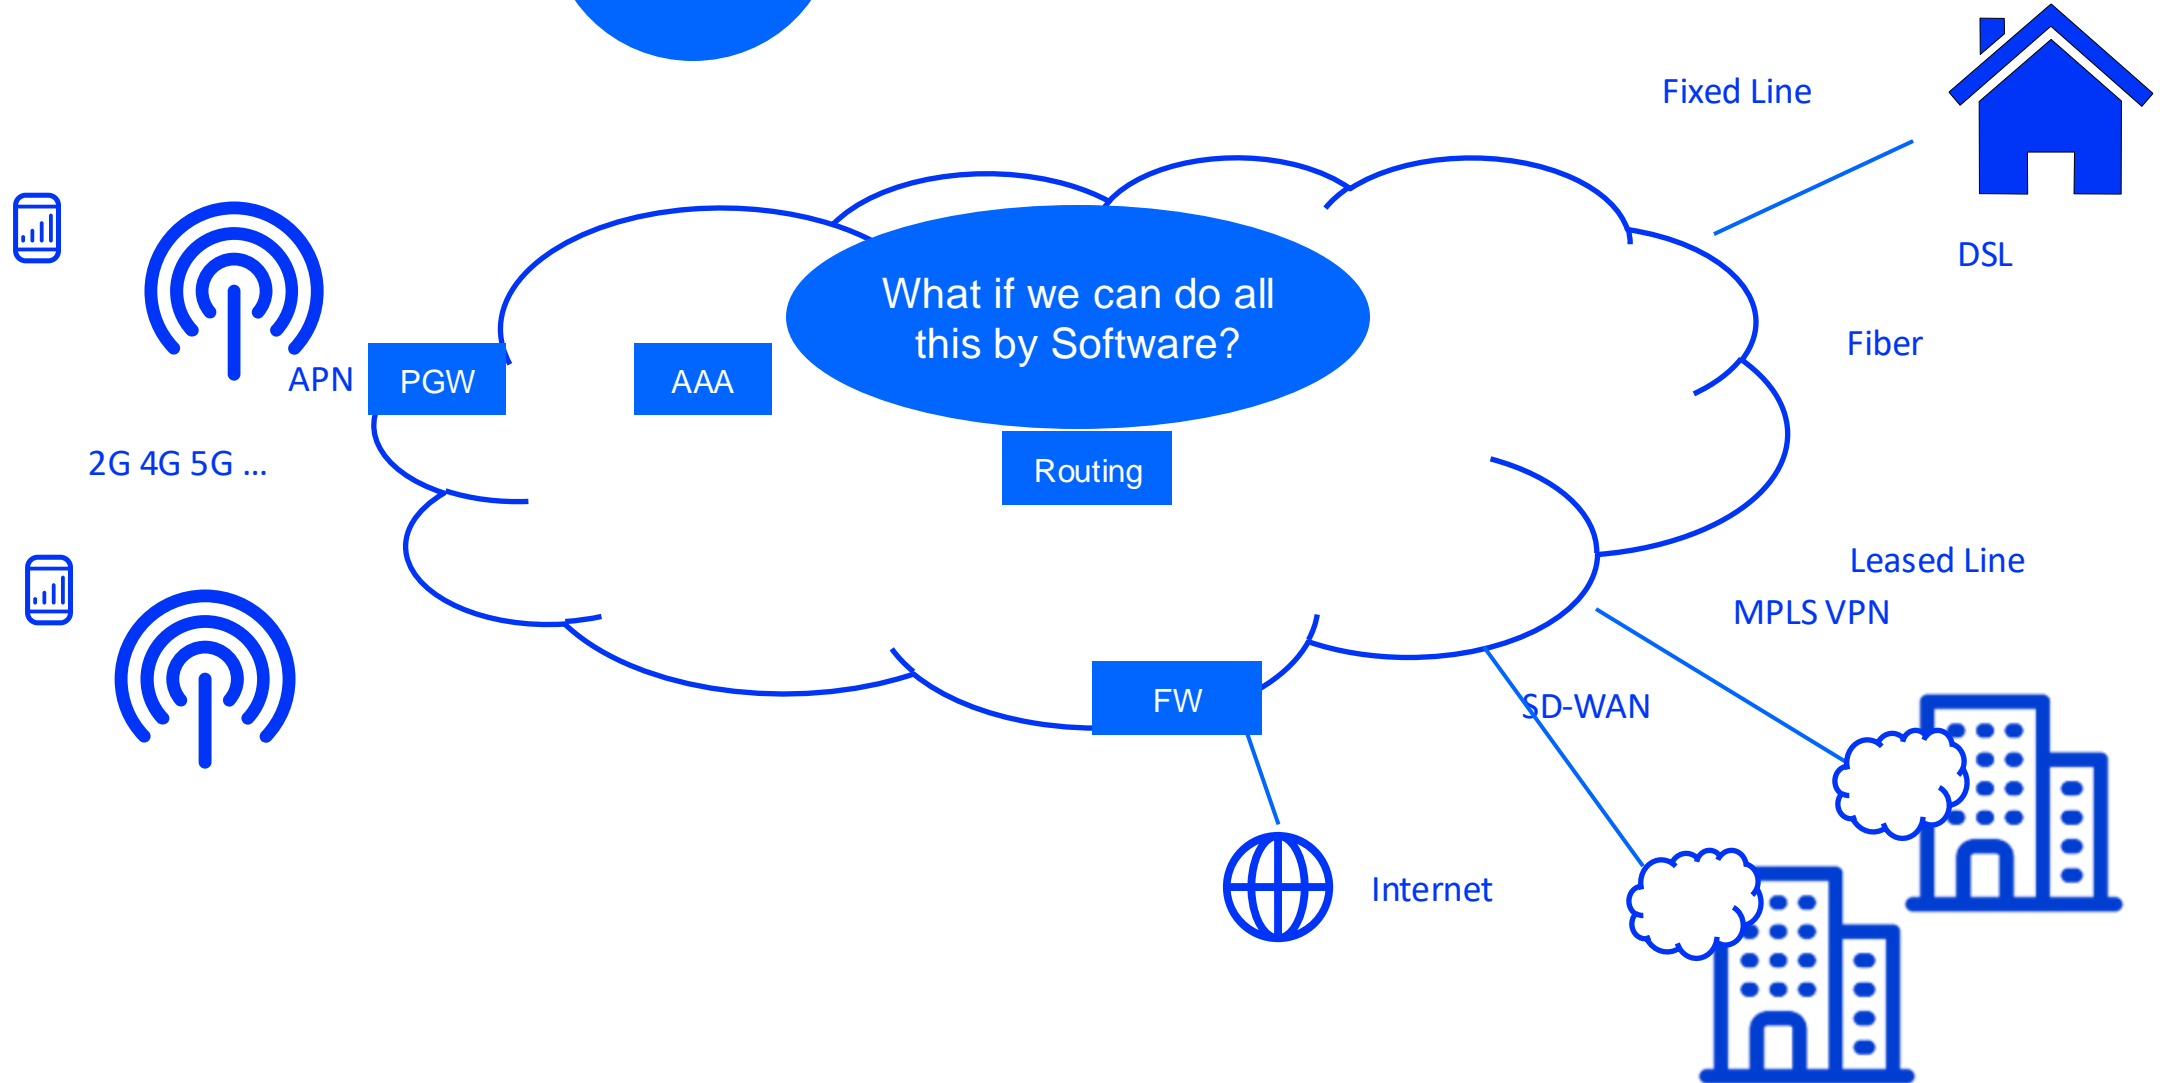 Fixed Line
DSL
What if we can do all
this by Software?
Fiber
APN
PGW
AAA
2G 4G 5G ...
Routing
Leased Line
MPLS VPN
FW
SD-WAN
Internet